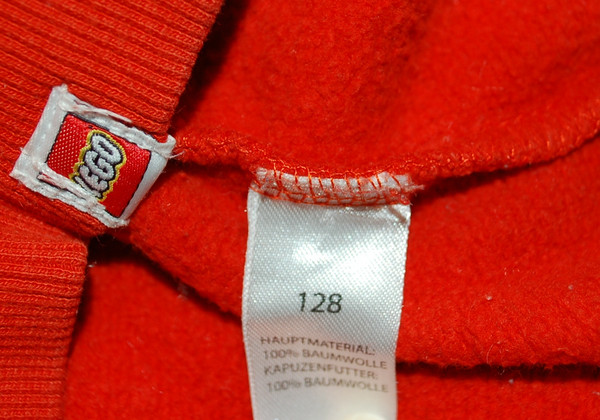 LEGO
128
HAUPTMATERIAL:
100% BAUMWOLLE
KAPUZENFUTTER:
100% BAUMWOLLE